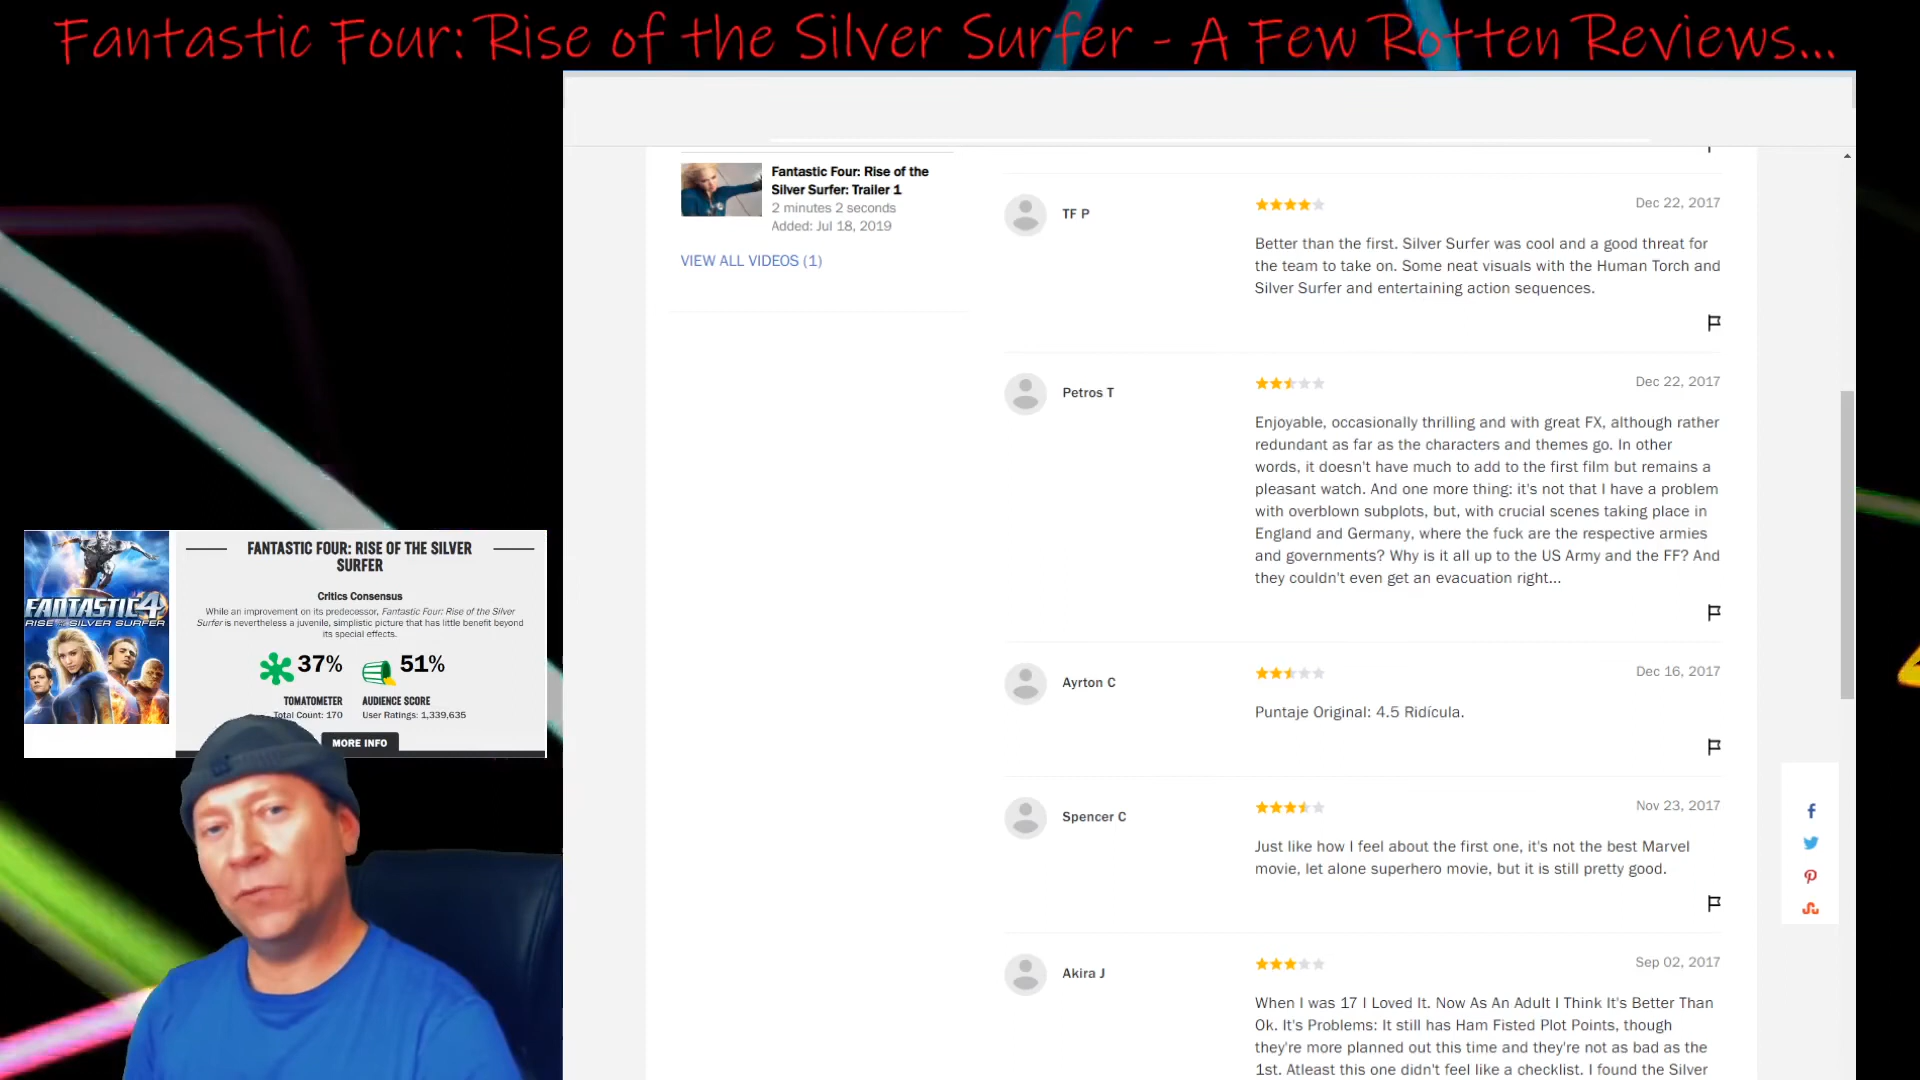 Fantastic Four: Rise of the Silver Surfer - A Few Rotten Reviews...
Fantastic Four: Rise of the
Silver Surfer: Trailer 1
2 minutes 2 seconds
Added: Jul 18, 2019
VIEW ALL VIDEOS (1)
TF P
Dec 22, 2017
Better than the first. Silver Surfer was cool and a good threat for
the team to take on. Some neat visuals with the Human Torch and
Silver Surfer and entertaining action sequences.
Petros T
Dec 22, 2017
Enjoyable, occasionally thrilling and with great FX, although rather
redundant as far as the characters and themes go. In other
words, it doesn't have much to add to the first film but remains a
pleasant watch. And one more thing: it's not that I have a problem
with overblown subplots, but, with crucial scenes taking place in
England and Germany, where the fuck are the respective armies
and governments? Why is it all up to the US Army and the FF? And
they couldn't even get an evacuation right...
Ayrton C
Dec 16, 2017
Puntaje Original: 4.5 Ridícula.
Spencer C
Nov 23, 2017
Just like how I feel about the first one, it's not the best Marvel
movie, let alone superhero movie, but it is still pretty good.
Akira J
Sep 02, 2017
When I was 17 I Loved It. Now As An Adult I Think It's Better Than
Ok. It's Problems: It still has Ham Fisted Plot Points, though
they're more planned out this time and they're not as bad as the
1st. Atleast this one didn't feel like a checklist. I found the Silver
FANTASTIC 4
RISE OF THE SILVER SURFER
FANTASTIC FOUR: RISE OF THE SILVER
SURFER
Critics Consensus
While an improvement on its predecessor, Fantastic Four: Rise of the Silver
Surfer is nevertheless a juvenile, simplistic picture that has little benefit beyond
its special effects.
37%
51%
TOMATOMETER
AUDIENCE SCORE
Total Count: 170
User Ratings: 1,339,635
MORE INFO